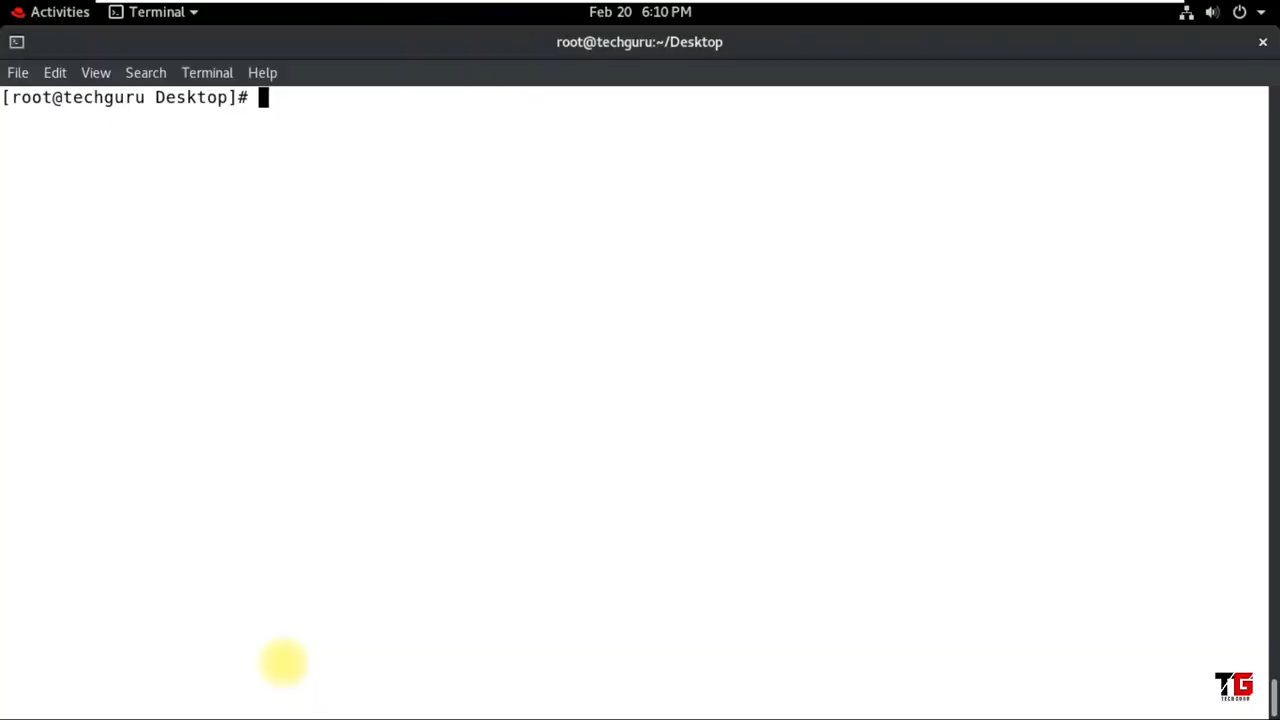 Activities Terminal Feb 20 6:10 PM
root@techguru:~/Desktop
File Edit View Search Terminal Help
[root@techguru Desktop]#
TG